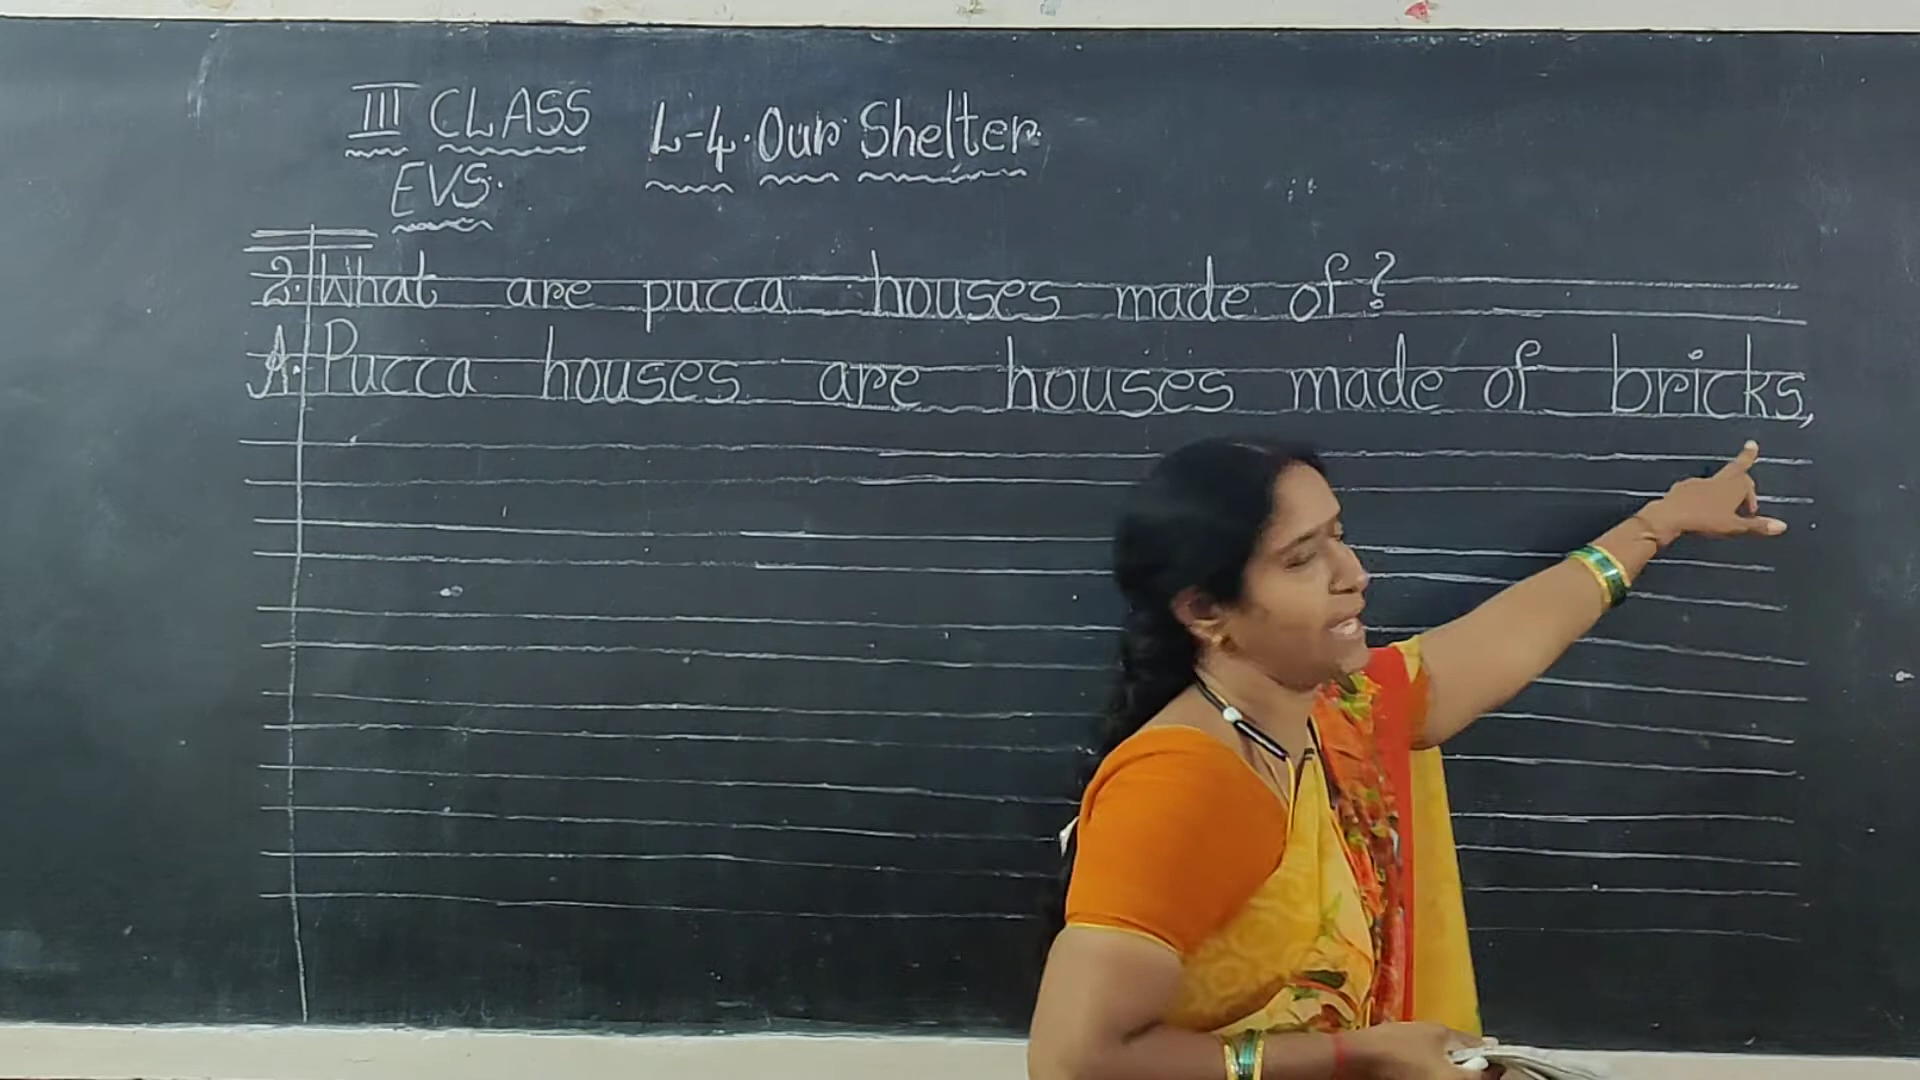 III CLASS
EVS.
L-4. Our Shelter.
2. What are pucca houses made of?
A. Pucca houses are houses made of bricks,